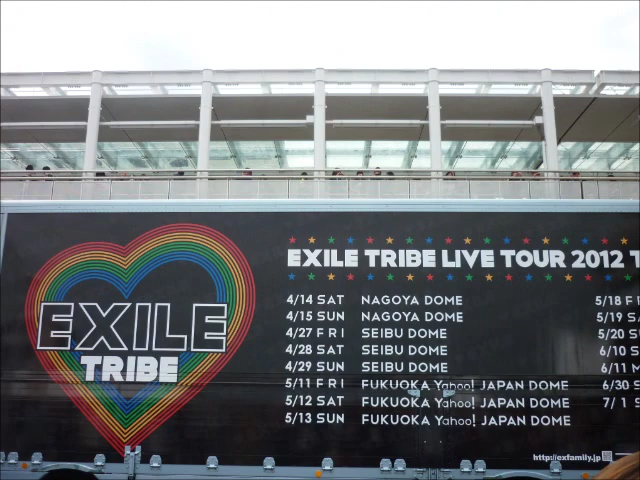 EXILE
TRIBE
EXILE TRIBE LIVE TOUR 2012 T
4/14 SAT NAGOYA DOME
4/15 SUN NAGOYA DOME
4/27 FRI SEIBU DOME
4/28 SAT SEIBU DOME
4/29 SUN SEIBU DOME
5/11 FRI FUKUOKA Yahoo! JAPAN DOME
5/12 SAT FUKUOKA Yahoo! JAPAN DOME
5/13 SUN FUKUOKA Yahoo! JAPAN DOME
5/18 F
5/19 S
5/20 S
6/10 S
6/11 M
6/30 S
7/1 S
http://exfamily.jp